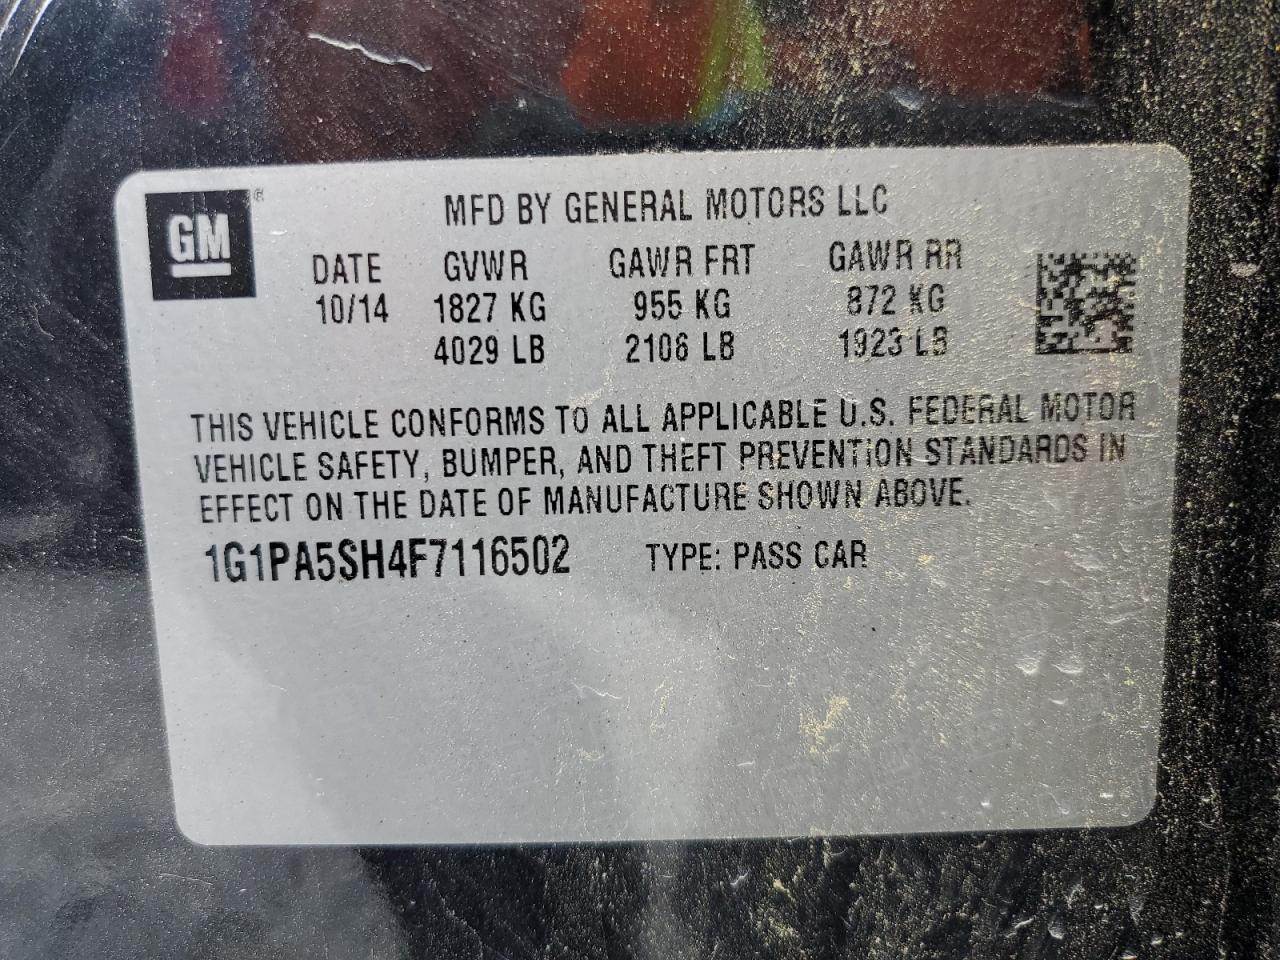 GM®
MFD BY GENERAL MOTORS LLC
DATE GVWR GAWR FRT GAWR RR
10/14 1827 KG 955 KG 872 KG
4029 LB 2106 LB 1923 LB
THIS VEHICLE CONFORMS TO ALL APPLICABLE U.S. FEDERAL MOTOR
VEHICLE SAFETY, BUMPER, AND THEFT PREVENTION STANDARDS IN
EFFECT ON THE DATE OF MANUFACTURE SHOWN ABOVE.
1G1PA5SH4F7116502 TYPE: PASS CAR